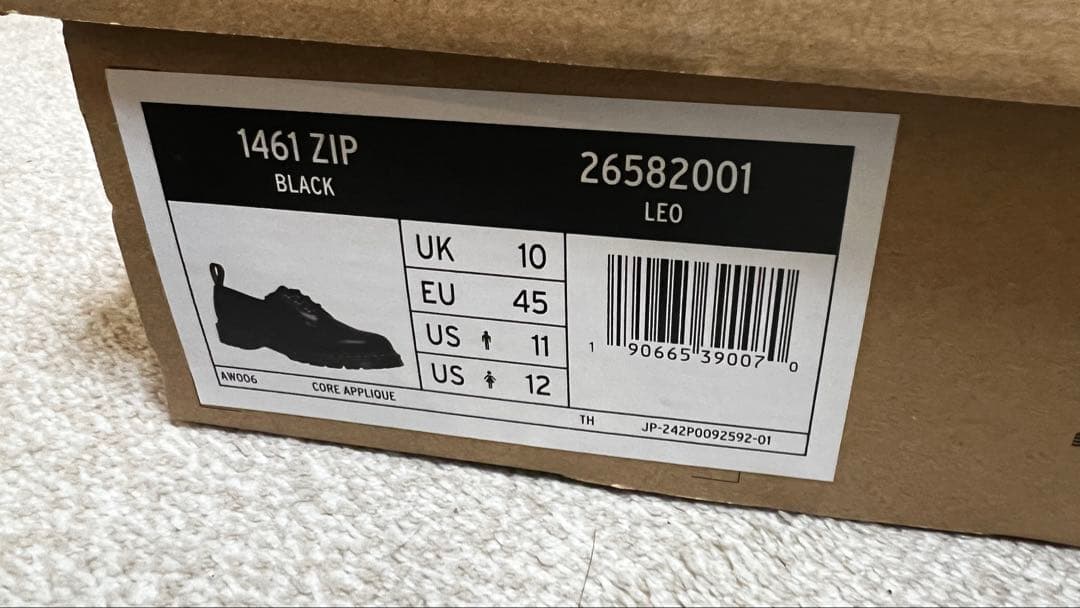 1461 ZIP
BLACK
26582001
LEO
UK 10
EU 45
US 11
US 12
1 90665 39007 0
AW006
CORE APPLIQUE
TH
JP-242P0092592-01